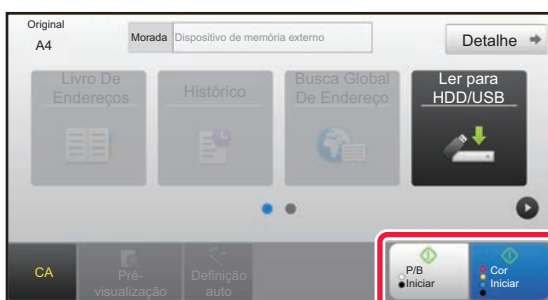 Original
A4
Morada
Dispositivo de memória externo
Detalhe
Livro De
Endereços
Histórico
Busca Global
De Endereço
Ler para
HDD/USB
CA
Pré-
visualização
Definição
auto
P/B
Iniciar
Cor
Iniciar